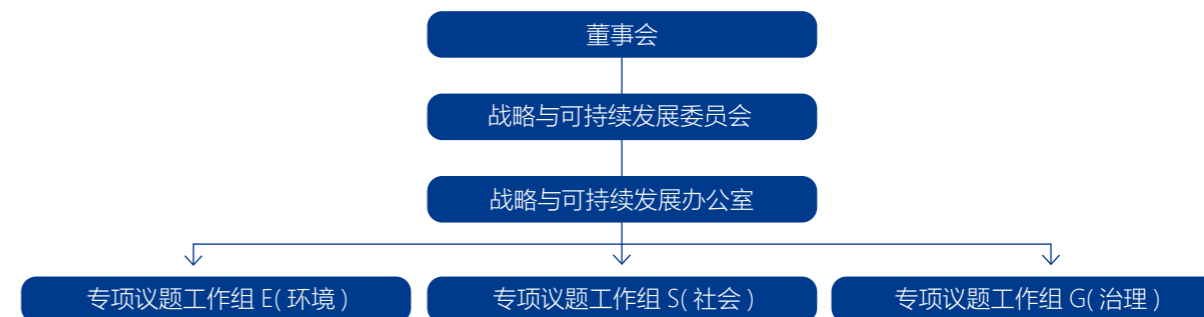 董事会
战略与可持续发展委员会
战略与可持续发展办公室
专项议题工作组 E( 环境 )
专项议题工作组 S( 社会 )
专项议题工作组 G( 治理 )